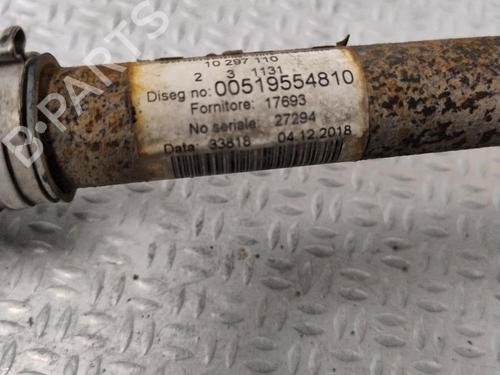 10 297 110
2 3 1131
Diseg no: 00519554810
Fornitore: 17693
No seriale: 27294
Data: 33818 04.12.2018
B-PARTS